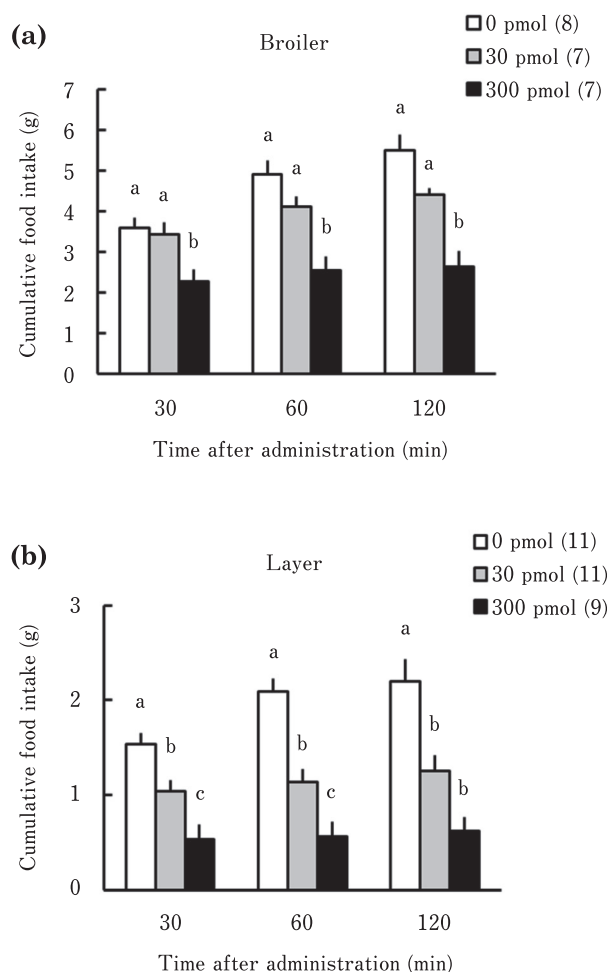 (a)
Broiler
0 pmol (8)
30 pmol (7)
300 pmol (7)
Cumulative food intake (g)
7
6
5
4
3
2
1
0
a a b
a a b
a a b
30 60 120
Time after administration (min)
(b)
Layer
0 pmol (11)
30 pmol (11)
300 pmol (9)
Cumulative food intake (g)
3
2
1
0
a b c
a b c
a b b
30 60 120
Time after administration (min)